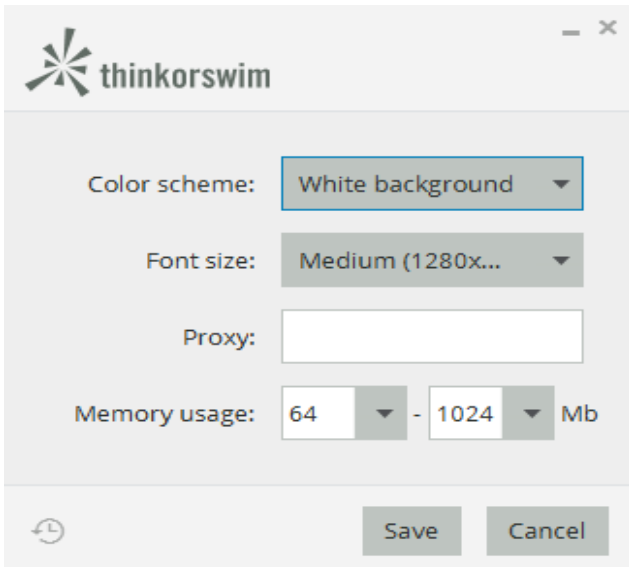 thinkorswim
Color scheme: White background
Font size: Medium (1280x...
Proxy:
Memory usage: 64 - 1024 Mb
Save Cancel